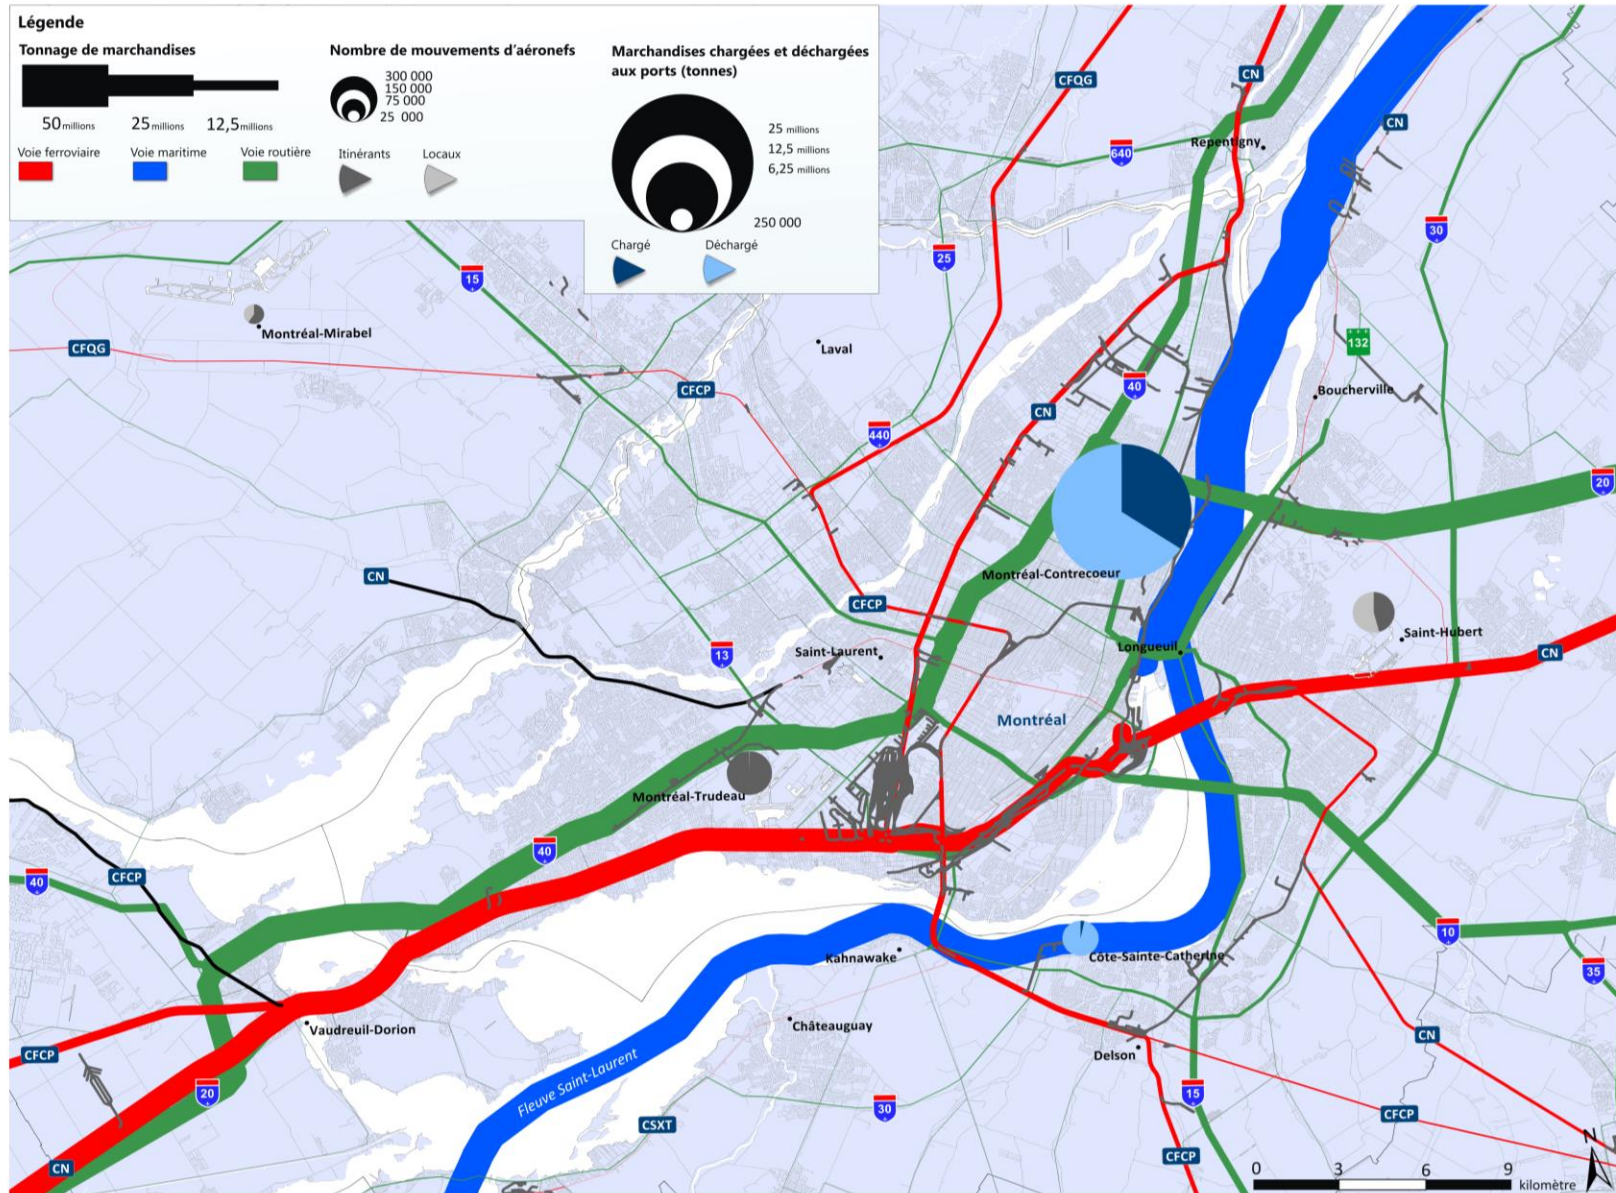 Légende
Tonnage de marchandises
50 millions
25 millions
12,5 millions
Voie ferroviaire
Voie maritime
Voie routière
Nombre de mouvements d'aéronefs
300 000
150 000
75 000
25 000
Itinérants
Locaux
Marchandises chargées et déchargées
aux ports (tonnes)
25 millions
12,5 millions
6,25 millions
250 000
Chargé
Déchargé
CFQG
CN
CN
Repentigny
640
30
25
15
132
Montréal-Mirabel
CFQG
Laval
CFCP
40
Boucherville
CN
440
20
Montréal-Contrecoeur
CN
CFCP
Saint-Hubert
13
Saint-Laurent
Longueuil
CN
Montréal
Montréal-Trudeau
40
40
CFCP
10
Kahnawake
Côte-Sainte-Catherine
35
Vaudreuil-Dorion
Châteauguay
CN
CFCP
Delson
Fleuve Saint-Laurent
20
15
30
CSXT
CFCP
CN
CFCP
N
0 3 6 9
kilomètre